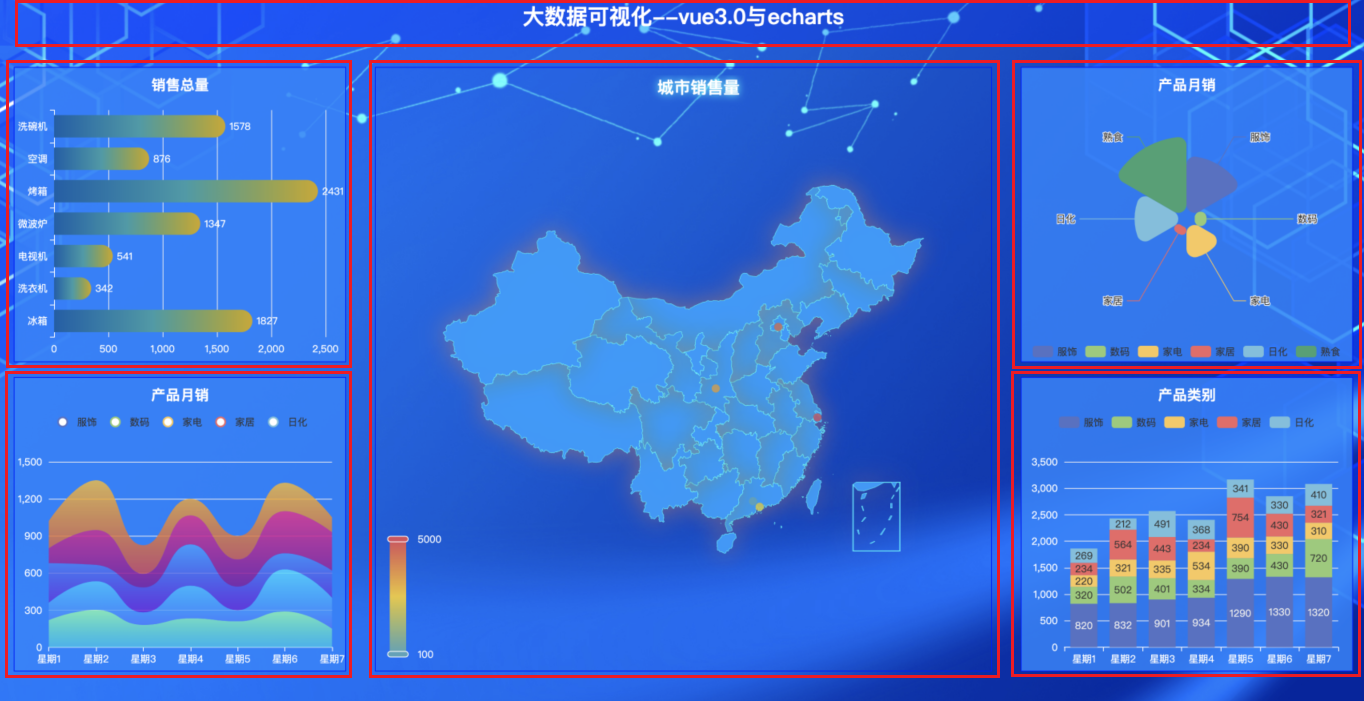 大数据可视化--vue3.0与echarts
销售总量
洗碗机 1578
空调 876
烤箱 2431
微波炉 1347
电视机 541
洗衣机 342
冰箱 1827
0 500 1,000 1,500 2,000 2,500
产品月销
服饰 数码 家电 家居 日化
1,500
1,200
900
600
300
0
星期1 星期2 星期3 星期4 星期5 星期6 星期7
城市销售量
5000
100
产品月销
熟食 服饰
日化 数码
家居 家电
服饰 数码 家电 家居 日化 熟食
产品类别
服饰 数码 家电 家居 日化
3,500
3,000
2,500
2,000
1,500
1,000
500
0
269 212 491 368 341 330 410
234 564 443 234 754 430 321
220 321 335 534 390 330 310
320 502 401 334 390 430 720
820 832 901 934 1290 1330 1320
星期1 星期2 星期3 星期4 星期5 星期6 星期7